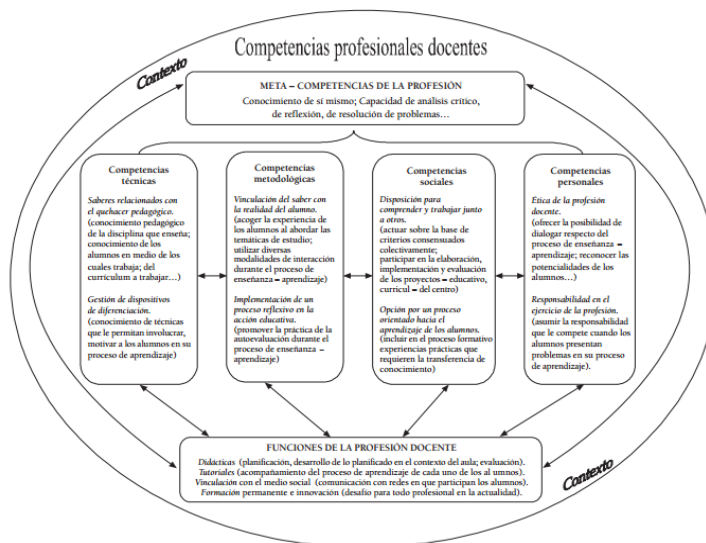 Competencias profesionales docentes
Contexto
META – COMPETENCIAS DE LA PROFESIÓN
Conocimiento de sí mismo; Capacidad de análisis crítico,
de reflexión, de resolución de problemas…
Competencias
técnicas
Saberes relacionados con
el quehacer pedagógico.
(conocimiento pedagógico
de la disciplina que enseña;
conocimiento de los
alumnos en medio de los
cuales trabaja; del
currículum a trabajar…)
Gestión de dispositivos
de diferenciación.
(conocimiento de técnicas
que le permitan involucrar,
motivar a los alumnos en su
proceso de aprendizaje)
Competencias
metodológicas
Vinculación del saber con
la realidad del alumno.
(acoger la experiencia de
los alumnos al abordar las
temáticas de estudio;
utilizar diversas
modalidades de interacción
durante el proceso de
enseñanza – aprendizaje)
Implementación de un
proceso reflexivo en la
acción educativa.
(promover la práctica de la
autoevaluación durante el
proceso de enseñanza –
aprendizaje)
Competencias
sociales
Disposición para
comprender y trabajar junto
a otros.
(actuar sobre la base de
criterios consensuados
colectivamente;
participar en la elaboración,
implementación y evaluación
de los proyectos – educativo,
curricul – del centro)
Opción por un proceso
orientado hacia el
aprendizaje de los alumnos.
(incluir en el proceso formativo
experiencias prácticas que
requieren la transferencia de
conocimiento)
Competencias
personales
Ética de la profesión
docente.
(ofrecer la posibilidad de
dialogar respecto del
proceso de enseñanza –
aprendizaje; reconocer las
potencialidades de los
alumnos…)
Responsabilidad en el
ejercicio de la profesión.
(asumir la responsabilidad
que le compete cuando los
alumnos presentan
problemas en su proceso
de aprendizaje).
FUNCIONES DE LA PROFESIÓN DOCENTE
Didácticas (planificación, desarrollo de lo planificado en el contexto del aula; evaluación).
Tutoriales (acompañamiento del proceso de aprendizaje de cada uno de los al umnos).
Vinculación con el medio social (comunicación con redes en que participan los alumnos).
Formación permanente e innovación (desafío para todo profesional en la actualidad).
Contexto